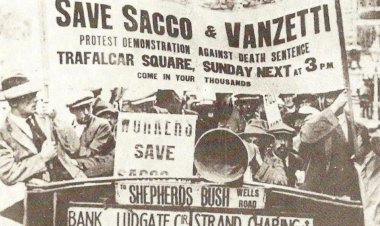 SAVE SACCO & VANZETTI
PROTEST DEMONSTRATION AGAINST DEATH SENTENCE
TRAFALGAR SQUARE, SUNDAY NEXT AT 3 P.M.
COME IN YOUR THOUSANDS
WORKERS
SAVE
SACCO
TO SHEPHERDS BUSH WELLS ROAD
BANK LUDGATE CIR STRAND CHARING